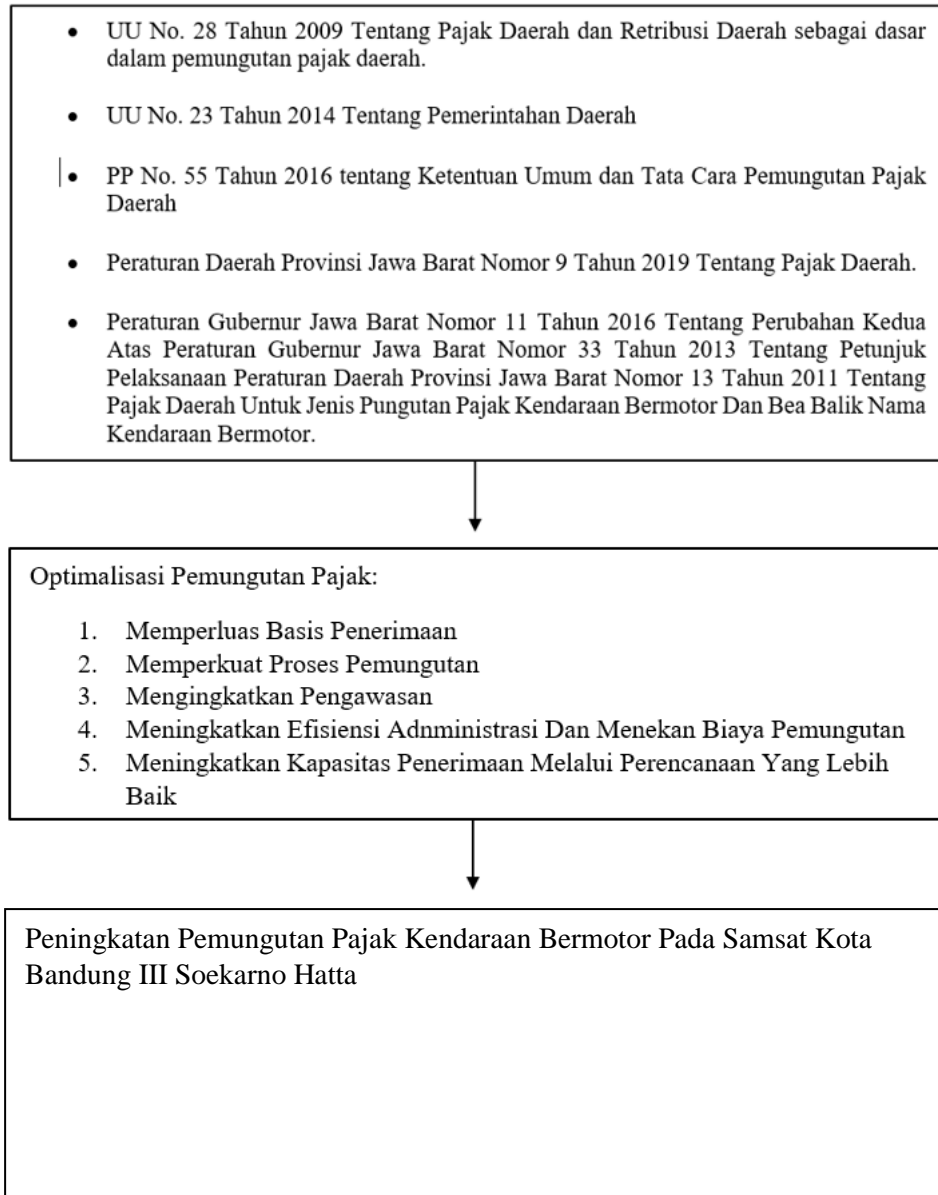 • UU No. 28 Tahun 2009 Tentang Pajak Daerah dan Retribusi Daerah sebagai dasar
dalam pemungutan pajak daerah.
• UU No. 23 Tahun 2014 Tentang Pemerintahan Daerah
• PP No. 55 Tahun 2016 tentang Ketentuan Umum dan Tata Cara Pemungutan Pajak
Daerah
• Peraturan Daerah Provinsi Jawa Barat Nomor 9 Tahun 2019 Tentang Pajak Daerah.
• Peraturan Gubernur Jawa Barat Nomor 11 Tahun 2016 Tentang Perubahan Kedua
Atas Peraturan Gubernur Jawa Barat Nomor 33 Tahun 2013 Tentang Petunjuk
Pelaksanaan Peraturan Daerah Provinsi Jawa Barat Nomor 13 Tahun 2011 Tentang
Pajak Daerah Untuk Jenis Pungutan Pajak Kendaraan Bermotor Dan Bea Balik Nama
Kendaraan Bermotor.
Optimalisasi Pemungutan Pajak:
1. Memperluas Basis Penerimaan
2. Memperkuat Proses Pemungutan
3. Mengingkatkan Pengawasan
4. Meningkatkan Efisiensi Adnministrasi Dan Menekan Biaya Pemungutan
5. Meningkatkan Kapasitas Penerimaan Melalui Perencanaan Yang Lebih
Baik
Peningkatan Pemungutan Pajak Kendaraan Bermotor Pada Samsat Kota
Bandung III Soekarno Hatta